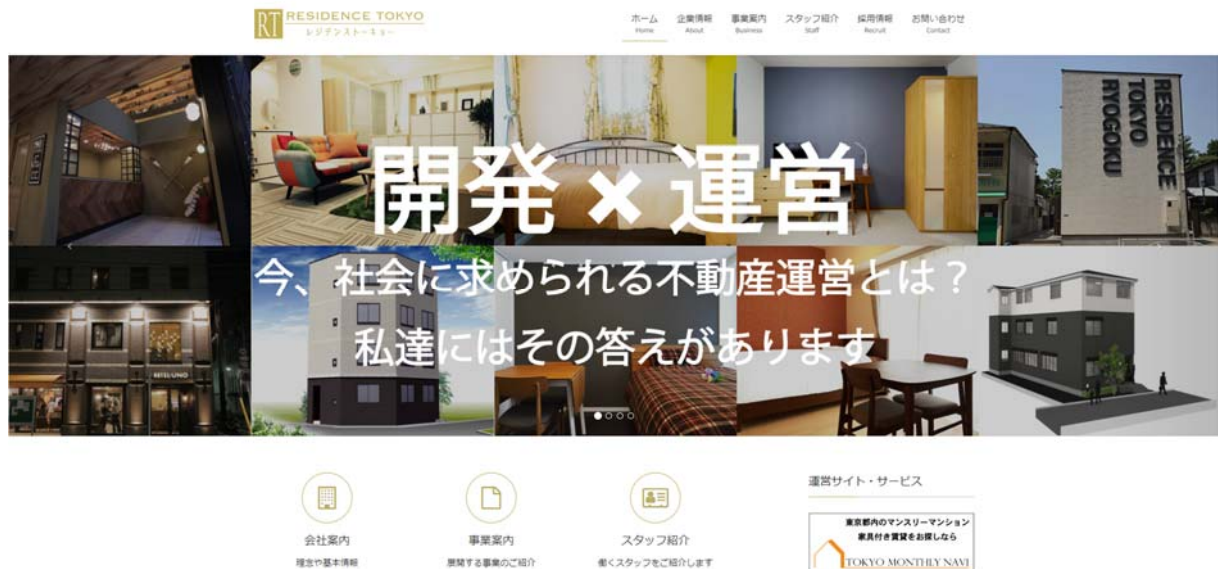 RT RESIDENCE TOKYO
レジデンストーキョー
ホーム 企業情報 事業案内 スタッフ紹介 採用情報 お問い合わせ
Home About Business Staff Recruit Contact
RESIDENCE
TOKYO
RYOGOKU
開発×運営
今、社会に求められる不動産運営とは？
私達にはその答えがあります
HOTEL UNO
運営サイト・サービス
会社案内 事業案内 スタッフ紹介
理念や基本情報 展開する事業のご紹介 働くスタッフをご紹介します
東京都内のマンスリーマンション
家具付き賃貸をお探しなら
TOKYO MONTHLY NAVI